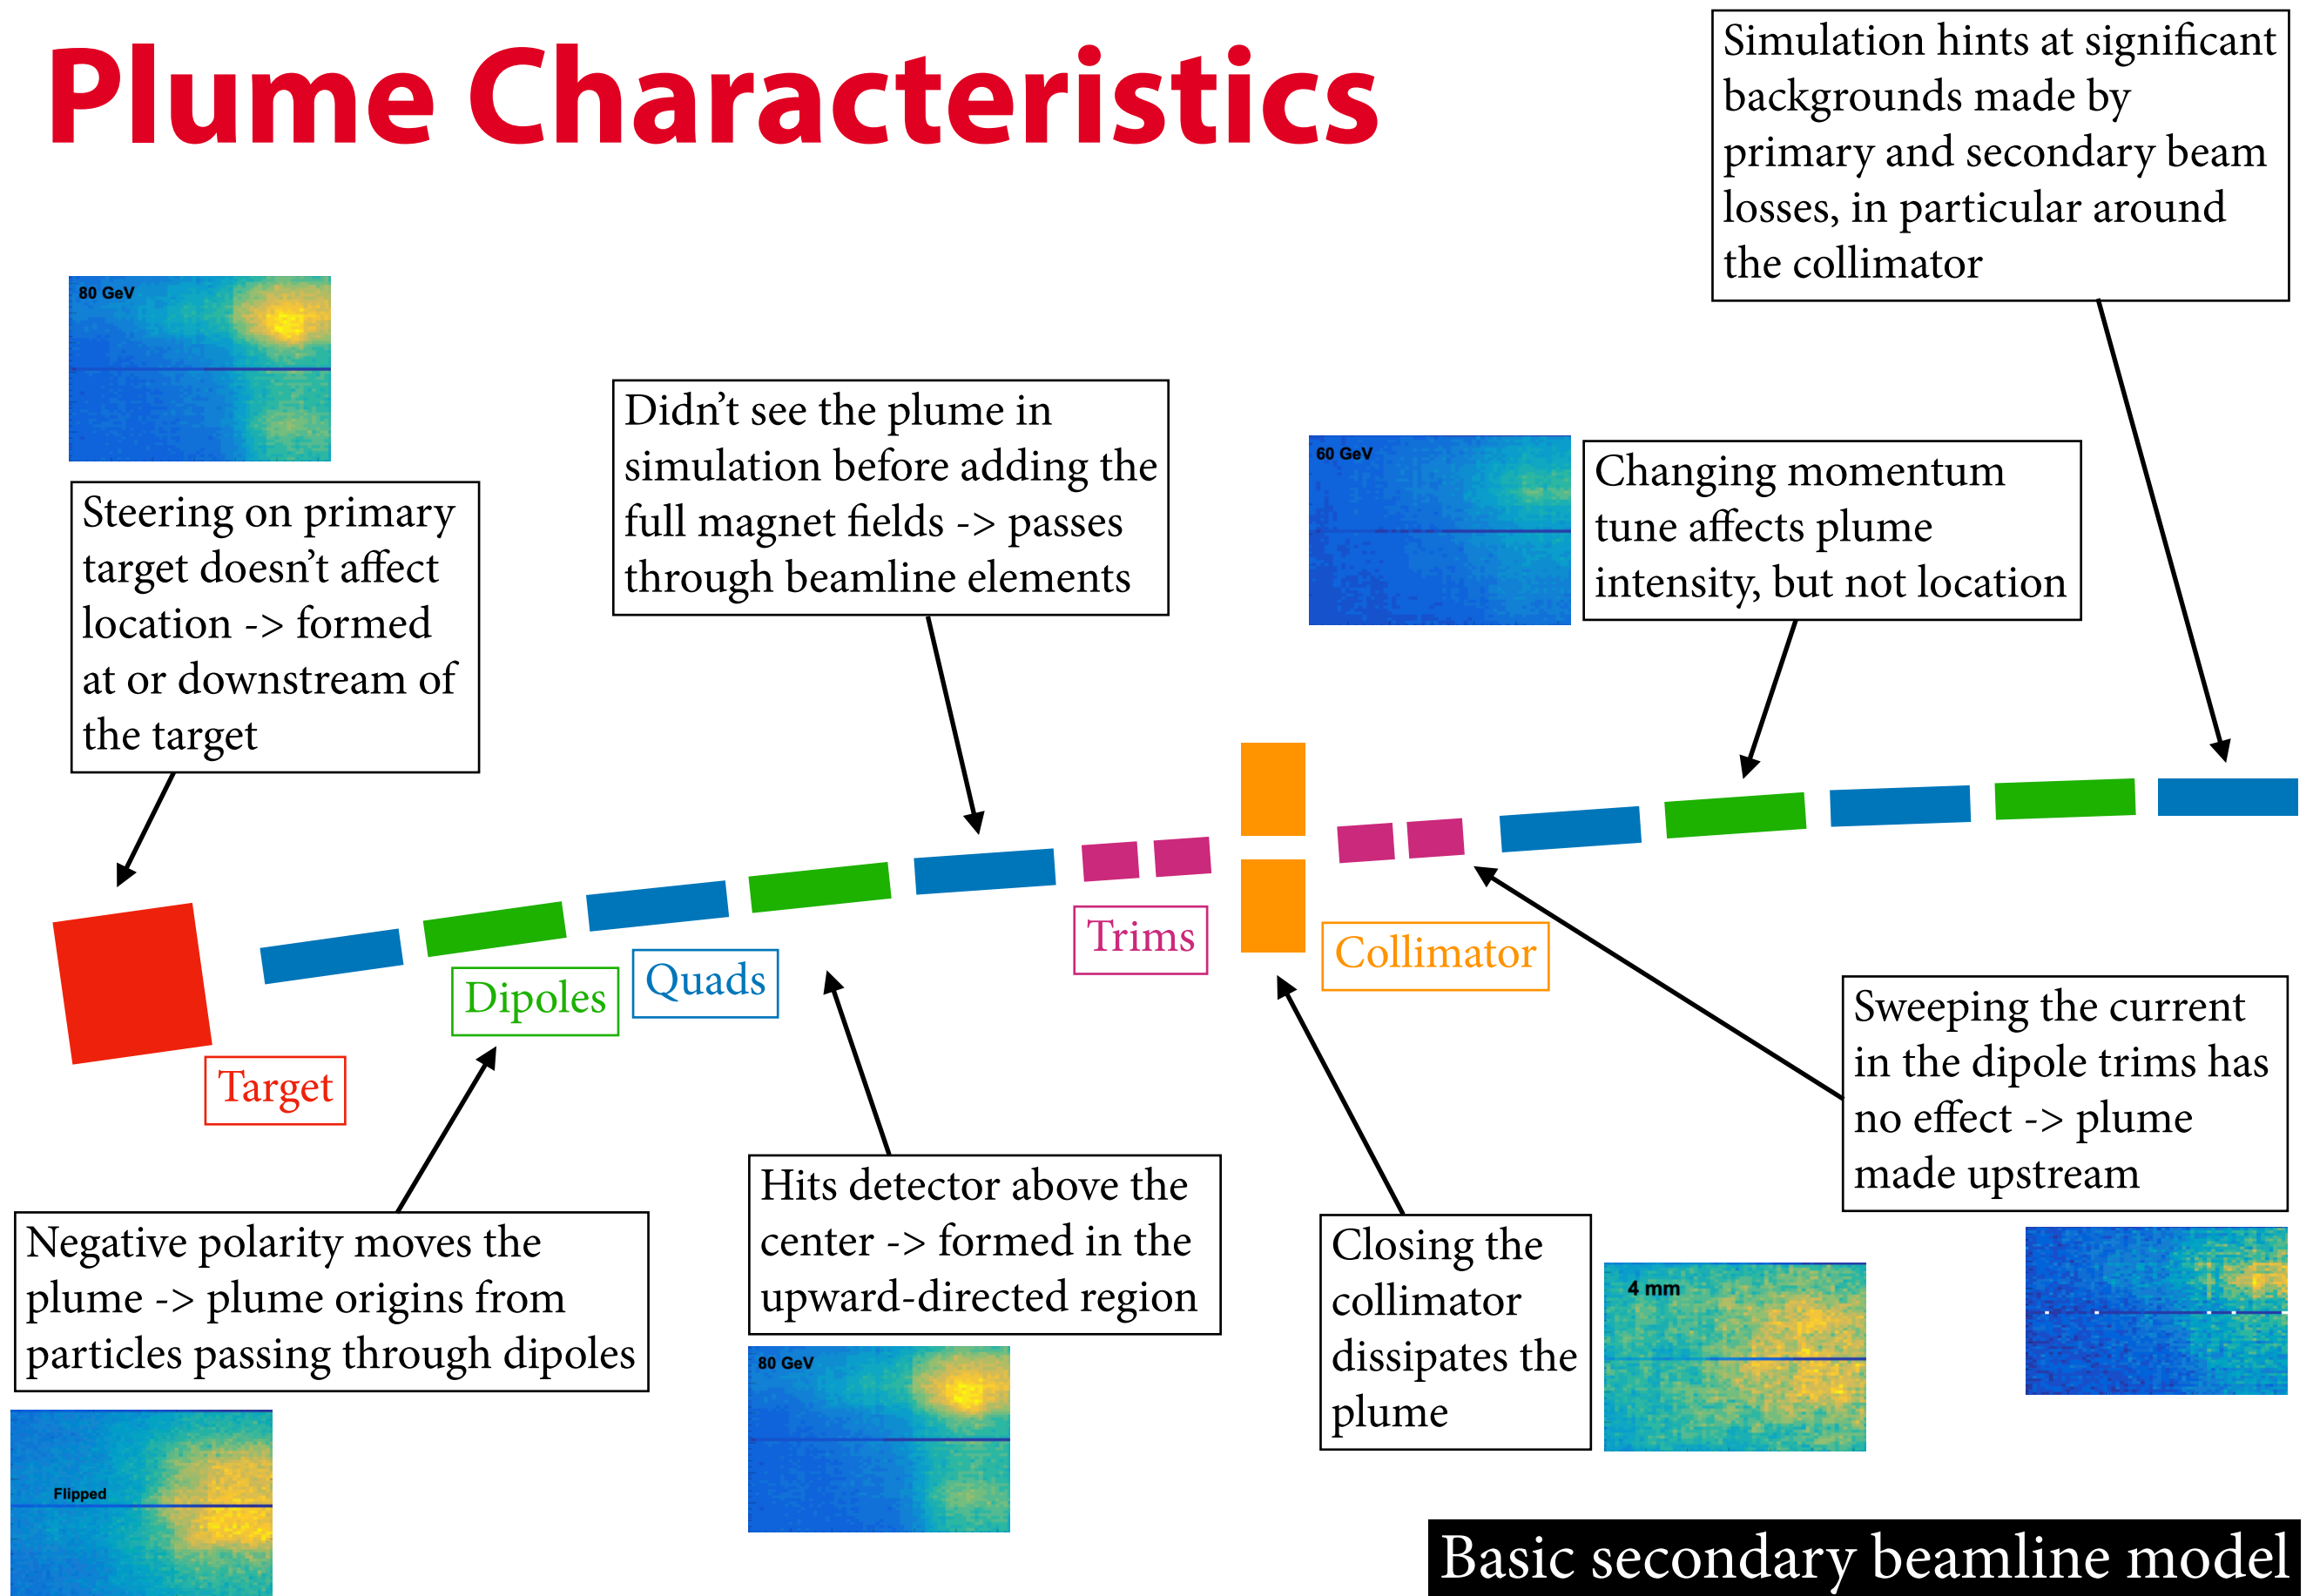 Plume Characteristics
Simulation hints at significant
backgrounds made by
primary and secondary beam
losses, in particular around
the collimator
80 GeV
Steering on primary
target doesn’t affect
location -> formed
at or downstream of
the target
Didn’t see the plume in
simulation before adding the
full magnet fields -> passes
through beamline elements
60 GeV
Changing momentum
tune affects plume
intensity, but not location
Target
Dipoles
Quads
Trims
Collimator
Negative polarity moves the
plume -> plume origins from
particles passing through dipoles
Flipped
Hits detector above the
center -> formed in the
upward-directed region
80 GeV
Closing the
collimator
dissipates the
plume
4 mm
Sweeping the current
in the dipole trims has
no effect -> plume
made upstream
Basic secondary beamline model